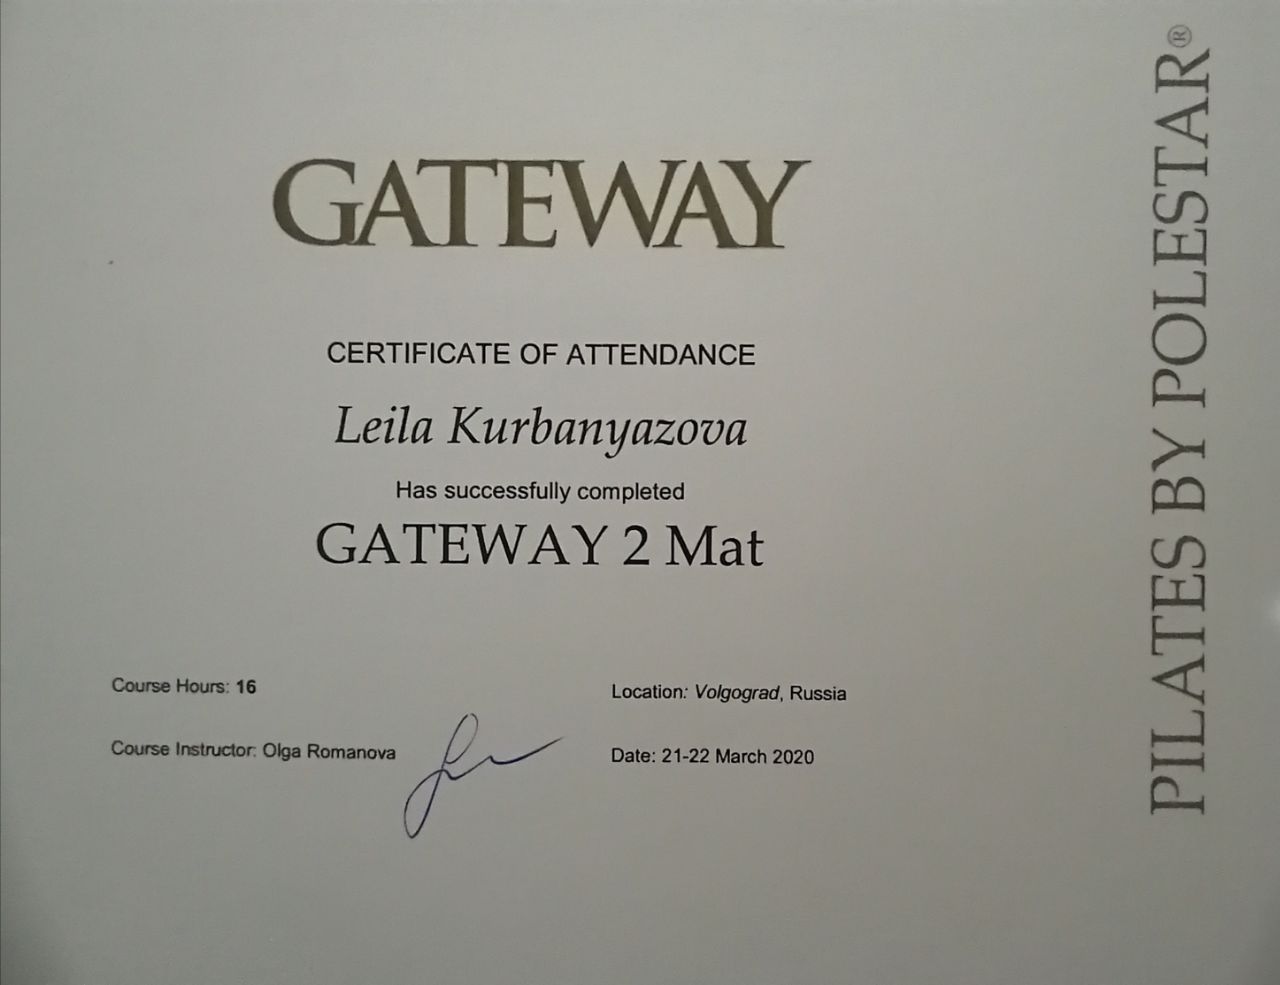 GATEWAY
CERTIFICATE OF ATTENDANCE
Leila Kurbanyazova
Has successfully completed
GATEWAY 2 Mat
Course Hours: 16
Location: Volgograd, Russia
Course Instructor: Olga Romanova
Date: 21-22 March 2020
PILATES BY POLESTAR®